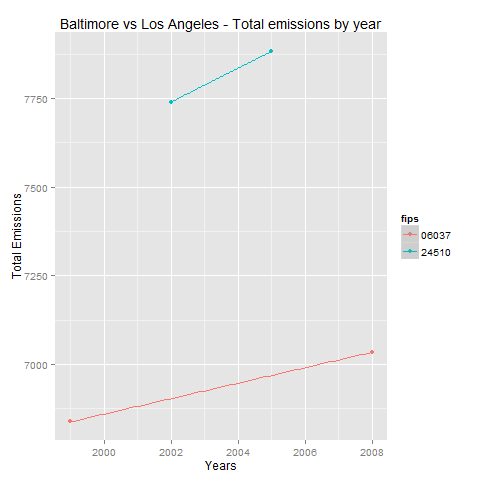 Baltimore vs Los Angeles - Total emissions by year
Total Emissions
7750
7500
7250
7000
2000
2002
2004
2006
2008
Years
fips
06037
24510